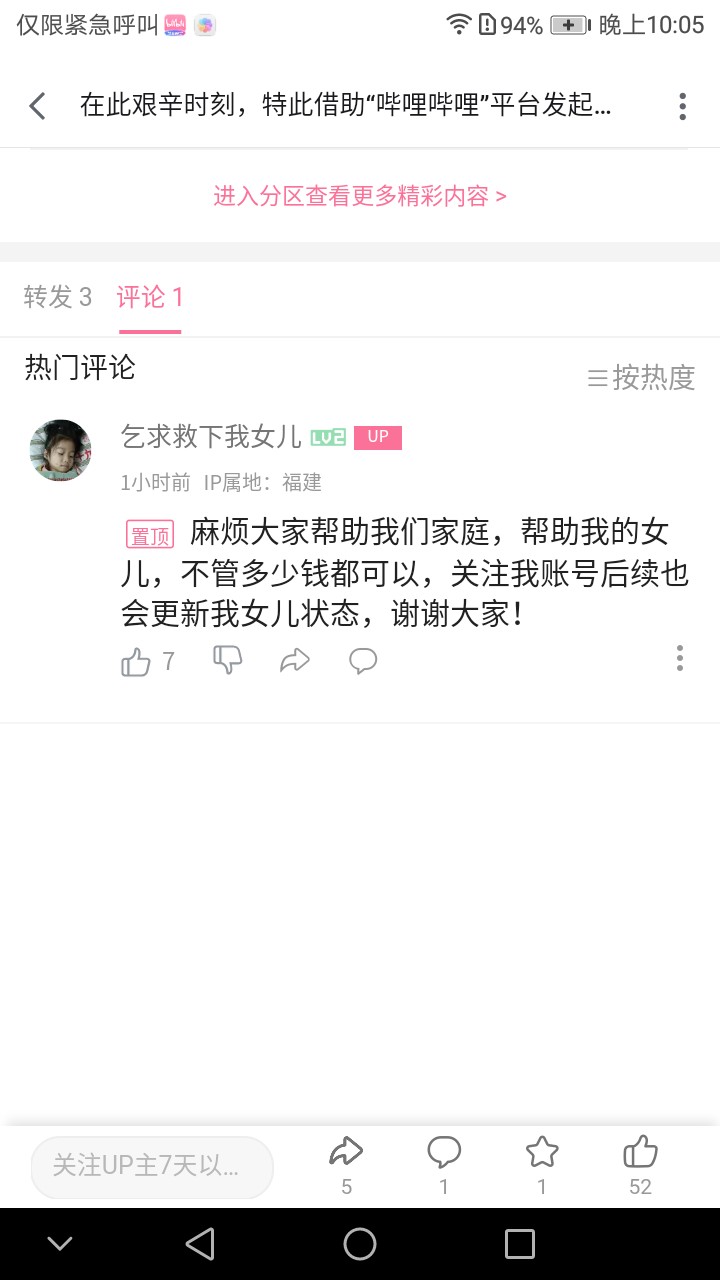 仅限紧急呼叫 94% 晚上10:05
在此艰辛时刻，特此借助“哔哩哔哩”平台发起...
进入分区查看更多精彩内容 >
转发 3 评论 1
热门评论
按热度
乞求救下我女儿 LV2 UP
1小时前 IP属地：福建
置顶 麻烦大家帮助我们家庭，帮助我的女
儿，不管多少钱都可以，关注我账号后续也
会更新我女儿状态，谢谢大家！
7
关注UP主7天以...
5 1 1 52